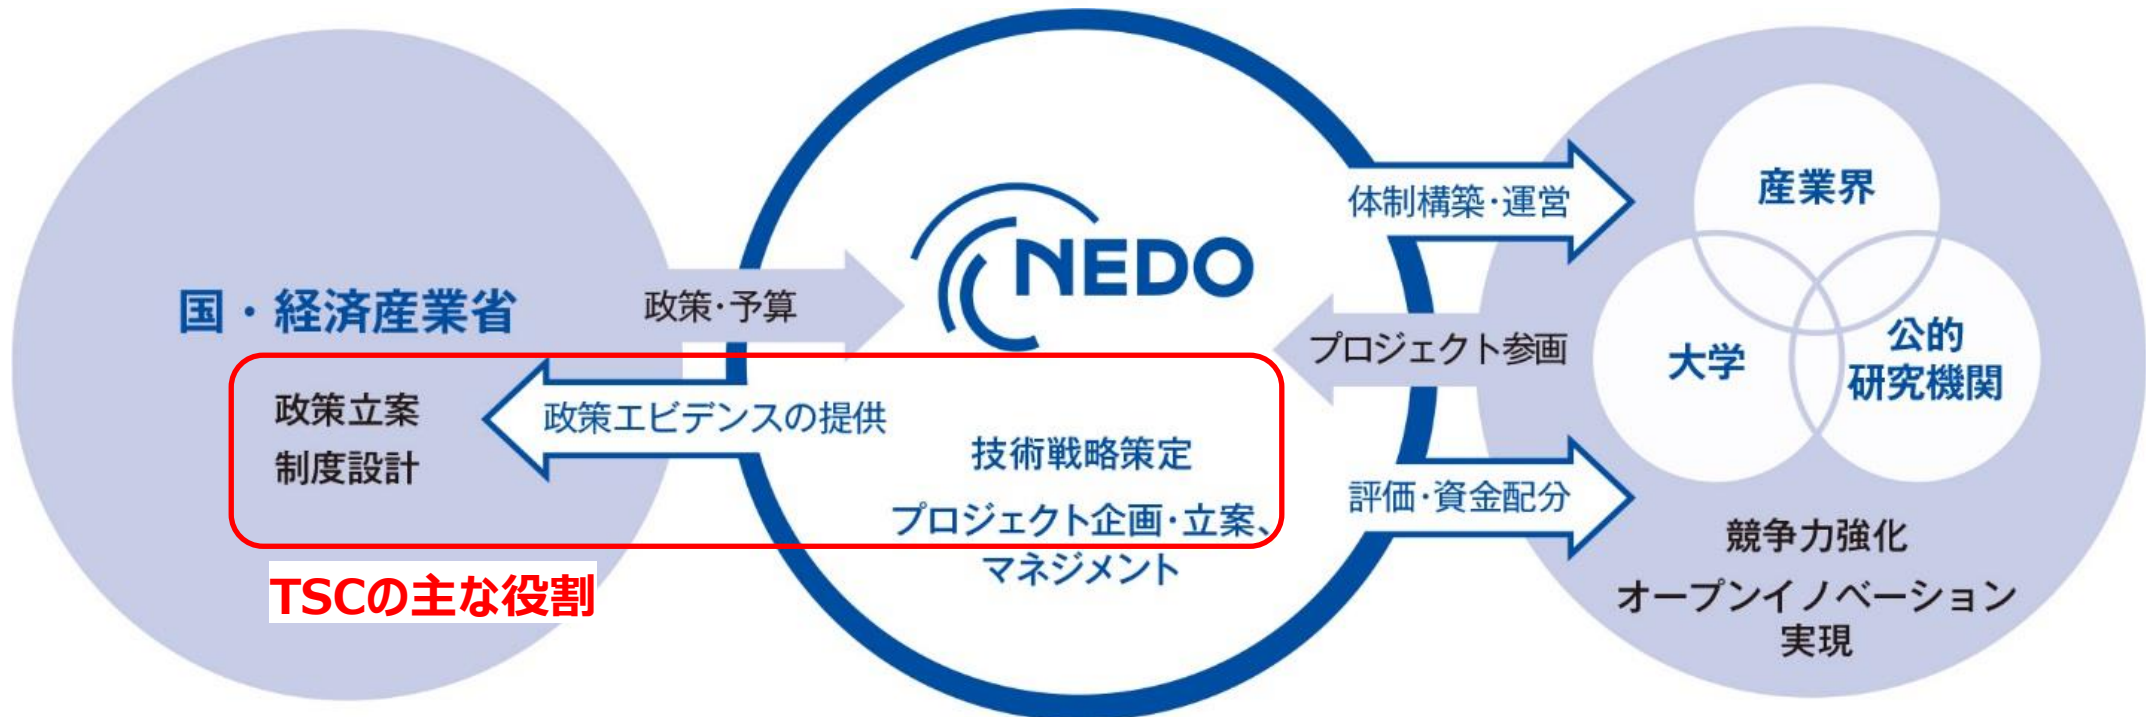 国・経済産業省
政策立案
制度設計
TSCの主な役割
政策・予算
政策エビデンスの提供
NEDO
技術戦略策定
プロジェクト企画・立案、
マネジメント
体制構築・運営
プロジェクト参画
評価・資金配分
産業界
大学
公的
研究機関
競争力強化
オープンイノベーション
実現